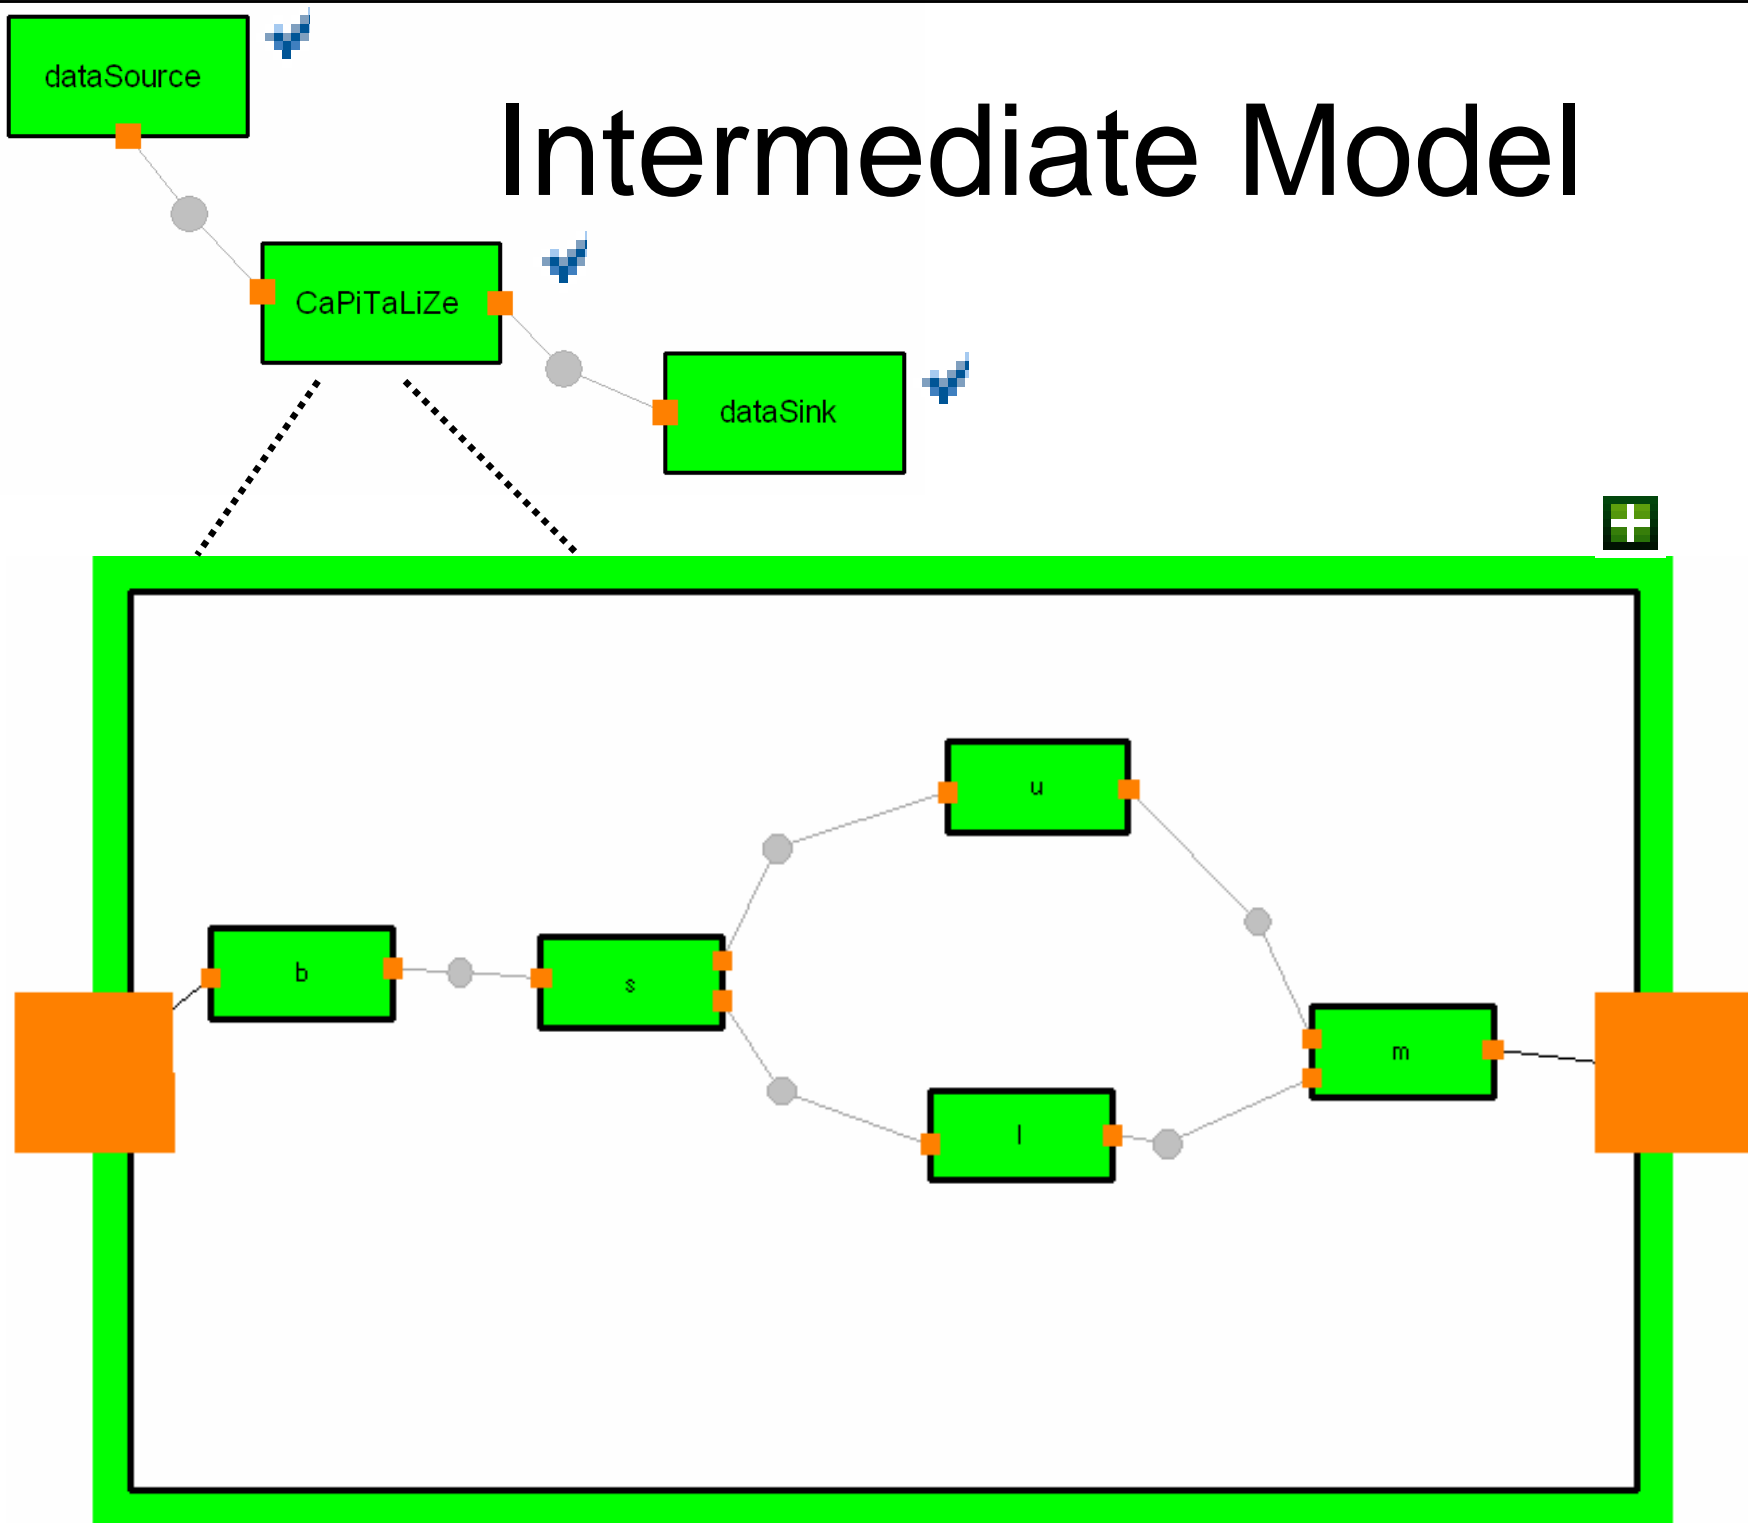 dataSource
Intermediate Model
CaPiTaLiZe
dataSink
u
b
s
m
l